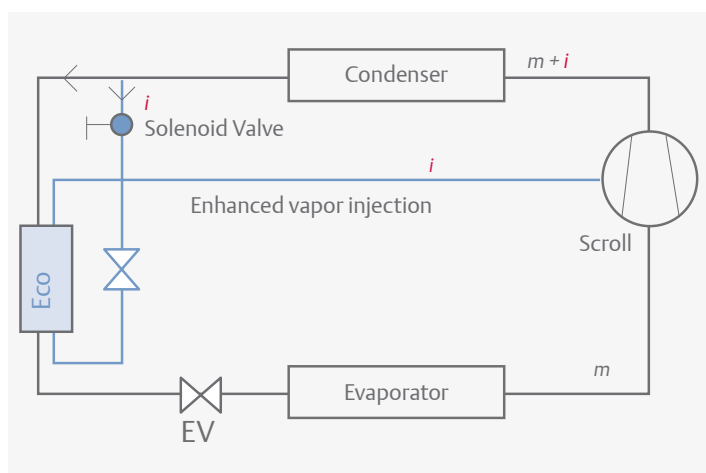 m + i
Condenser
i
Solenoid Valve
i
Enhanced vapor injection
Scroll
Eco
m
Evaporator
EV